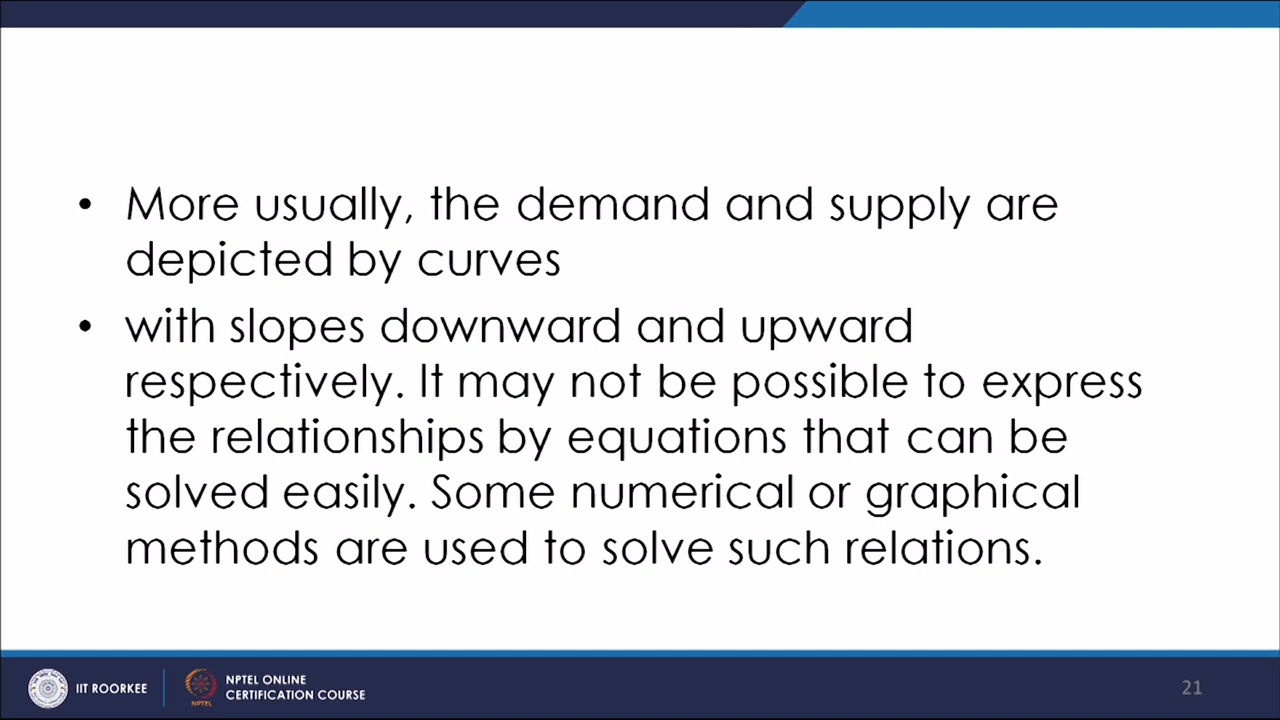 • More usually, the demand and supply are
depicted by curves
• with slopes downward and upward
respectively. It may not be possible to express
the relationships by equations that can be
solved easily. Some numerical or graphical
methods are used to solve such relations.
IIT ROORKEE
NPTEL
NPTEL ONLINE
CERTIFICATION COURSE
21